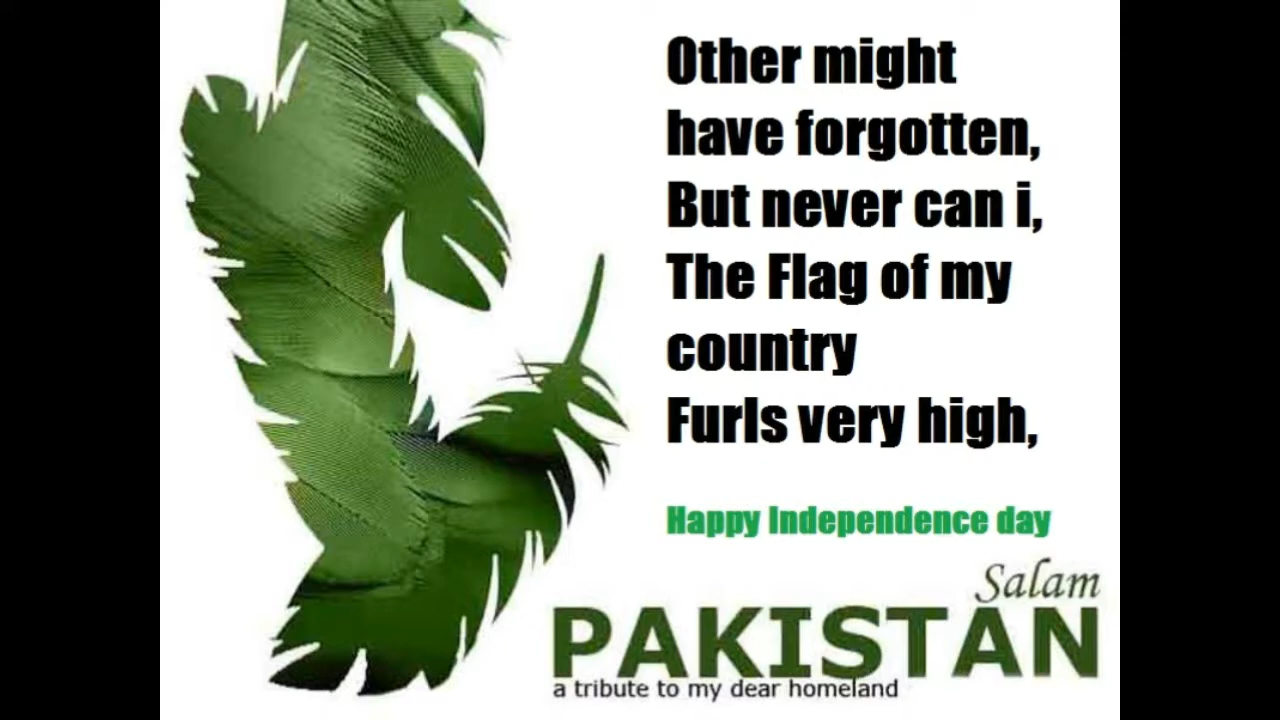 Other might
have forgotten,
But never can i,
The Flag of my
country
Furls very high,
Happy Independence day
Salam
PAKISTAN
a tribute to my dear homeland